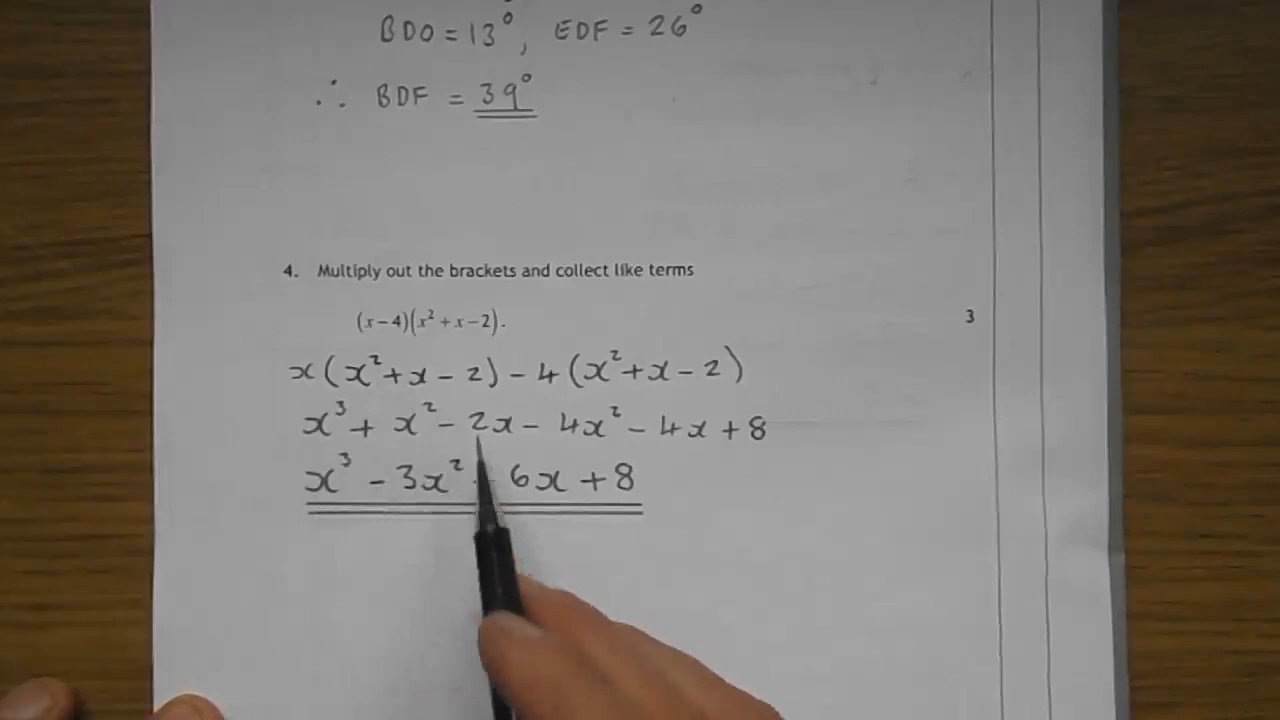 BDO = 13°, EDF = 26°
∴ BDF = 39°
4. Multiply out the brackets and collect like terms
(x−4)(x²+x−2).
3
x(x²+x−2)−4(x²+x−2)
x³+x²−2x−4x²−4x+8
x³−3x²-6x+8